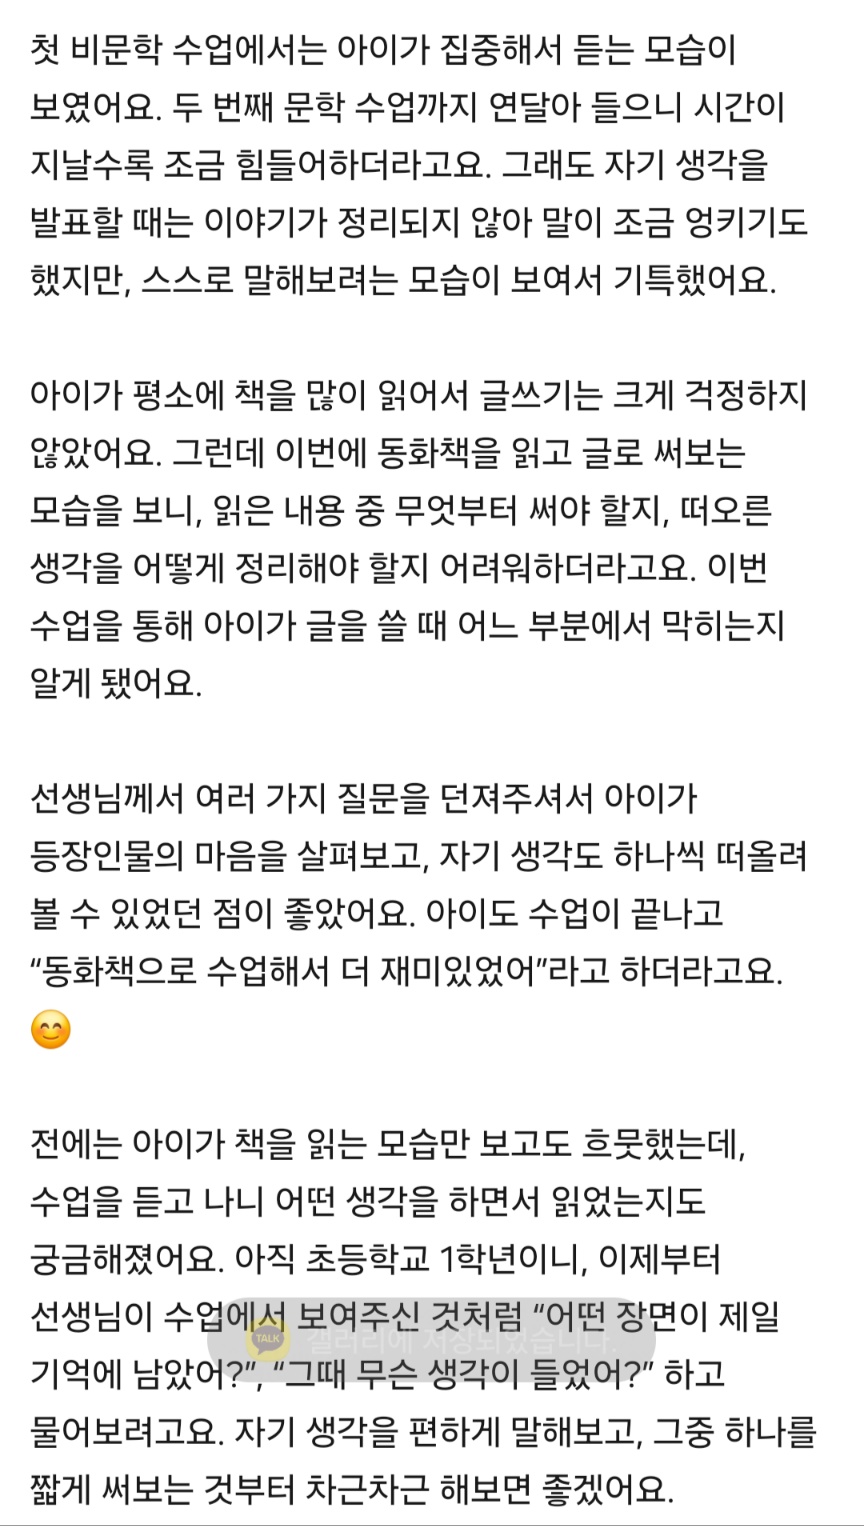 첫 비문학 수업에서는 아이가 집중해서 듣는 모습이
보였어요. 두 번째 문학 수업까지 연달아 들으니 시간이
지날수록 조금 힘들어하더라고요. 그래도 자기 생각을
발표할 때는 이야기가 정리되지 않아 말이 조금 엉키기도
했지만, 스스로 말해보려는 모습이 보여서 기특했어요.
아이가 평소에 책을 많이 읽어서 글쓰기는 크게 걱정하지
않았어요. 그런데 이번에 동화책을 읽고 글로 써보는
모습을 보니, 읽은 내용 중 무엇부터 써야 할지, 떠오른
생각을 어떻게 정리해야 할지 어려워하더라고요. 이번
수업을 통해 아이가 글을 쓸 때 어느 부분에서 막히는지
알게 됐어요.
선생님께서 여러 가지 질문을 던져주셔서 아이가
등장인물의 마음을 살펴보고, 자기 생각도 하나씩 떠올려
볼 수 있었던 점이 좋았어요. 아이도 수업이 끝나고
“동화책으로 수업해서 더 재미있었어”라고 하더라고요.
😊
전에는 아이가 책을 읽는 모습만 보고도 흐뭇했는데,
수업을 듣고 나니 어떤 생각을 하면서 읽었는지도
궁금해졌어요. 아직 초등학교 1학년이니, 이제부터
선생님이 수업에서 보여주신 것처럼 “어떤 장면이 제일
TALK 갤러리에 저장되었습니다.
기억에 남았어?”, “그때 무슨 생각이 들었어?” 하고
물어보려고요. 자기 생각을 편하게 말해보고, 그중 하나를
짧게 써보는 것부터 차근차근 해보면 좋겠어요.